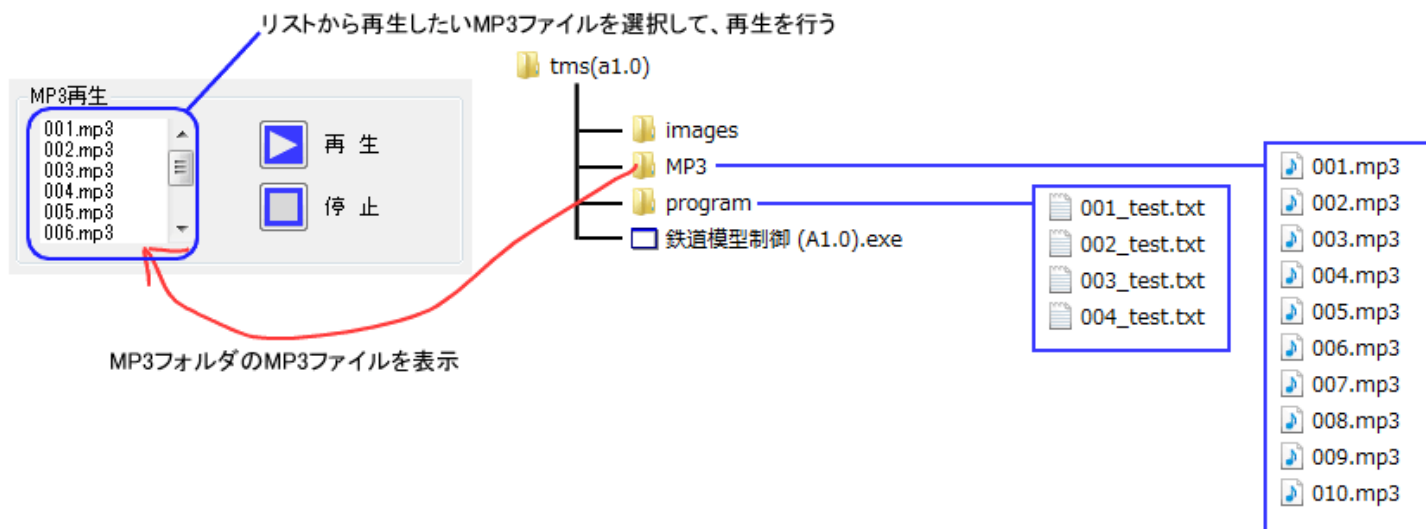 リストから再生したいMP3ファイルを選択して、再生を行う
MP3再生
001.mp3
002.mp3
003.mp3
004.mp3
005.mp3
006.mp3
再 生
停 止
MP3フォルダのMP3ファイルを表示
tms(a1.0)
images
MP3
program
鉄道模型制御 (A1.0).exe
001_test.txt
002_test.txt
003_test.txt
004_test.txt
001.mp3
002.mp3
003.mp3
004.mp3
005.mp3
006.mp3
007.mp3
008.mp3
009.mp3
010.mp3